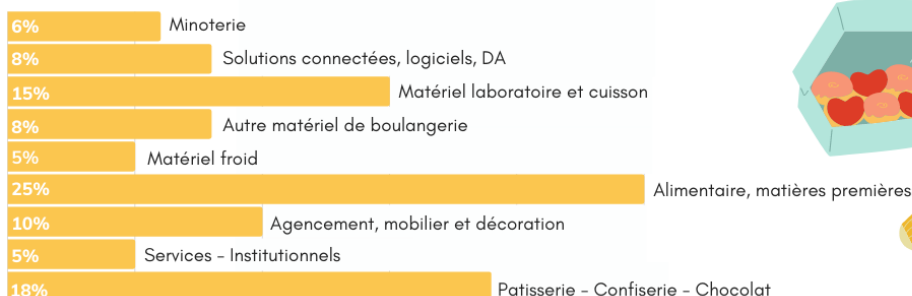 6% Minoterie
8% Solutions connectées, logiciels, DA
15% Matériel laboratoire et cuisson
8% Autre matériel de boulangerie
5% Matériel froid
25% Alimentaire, matières premières
10% Agencement, mobilier et décoration
5% Services - Institutionnels
18% Patisserie - Confiserie - Chocolat